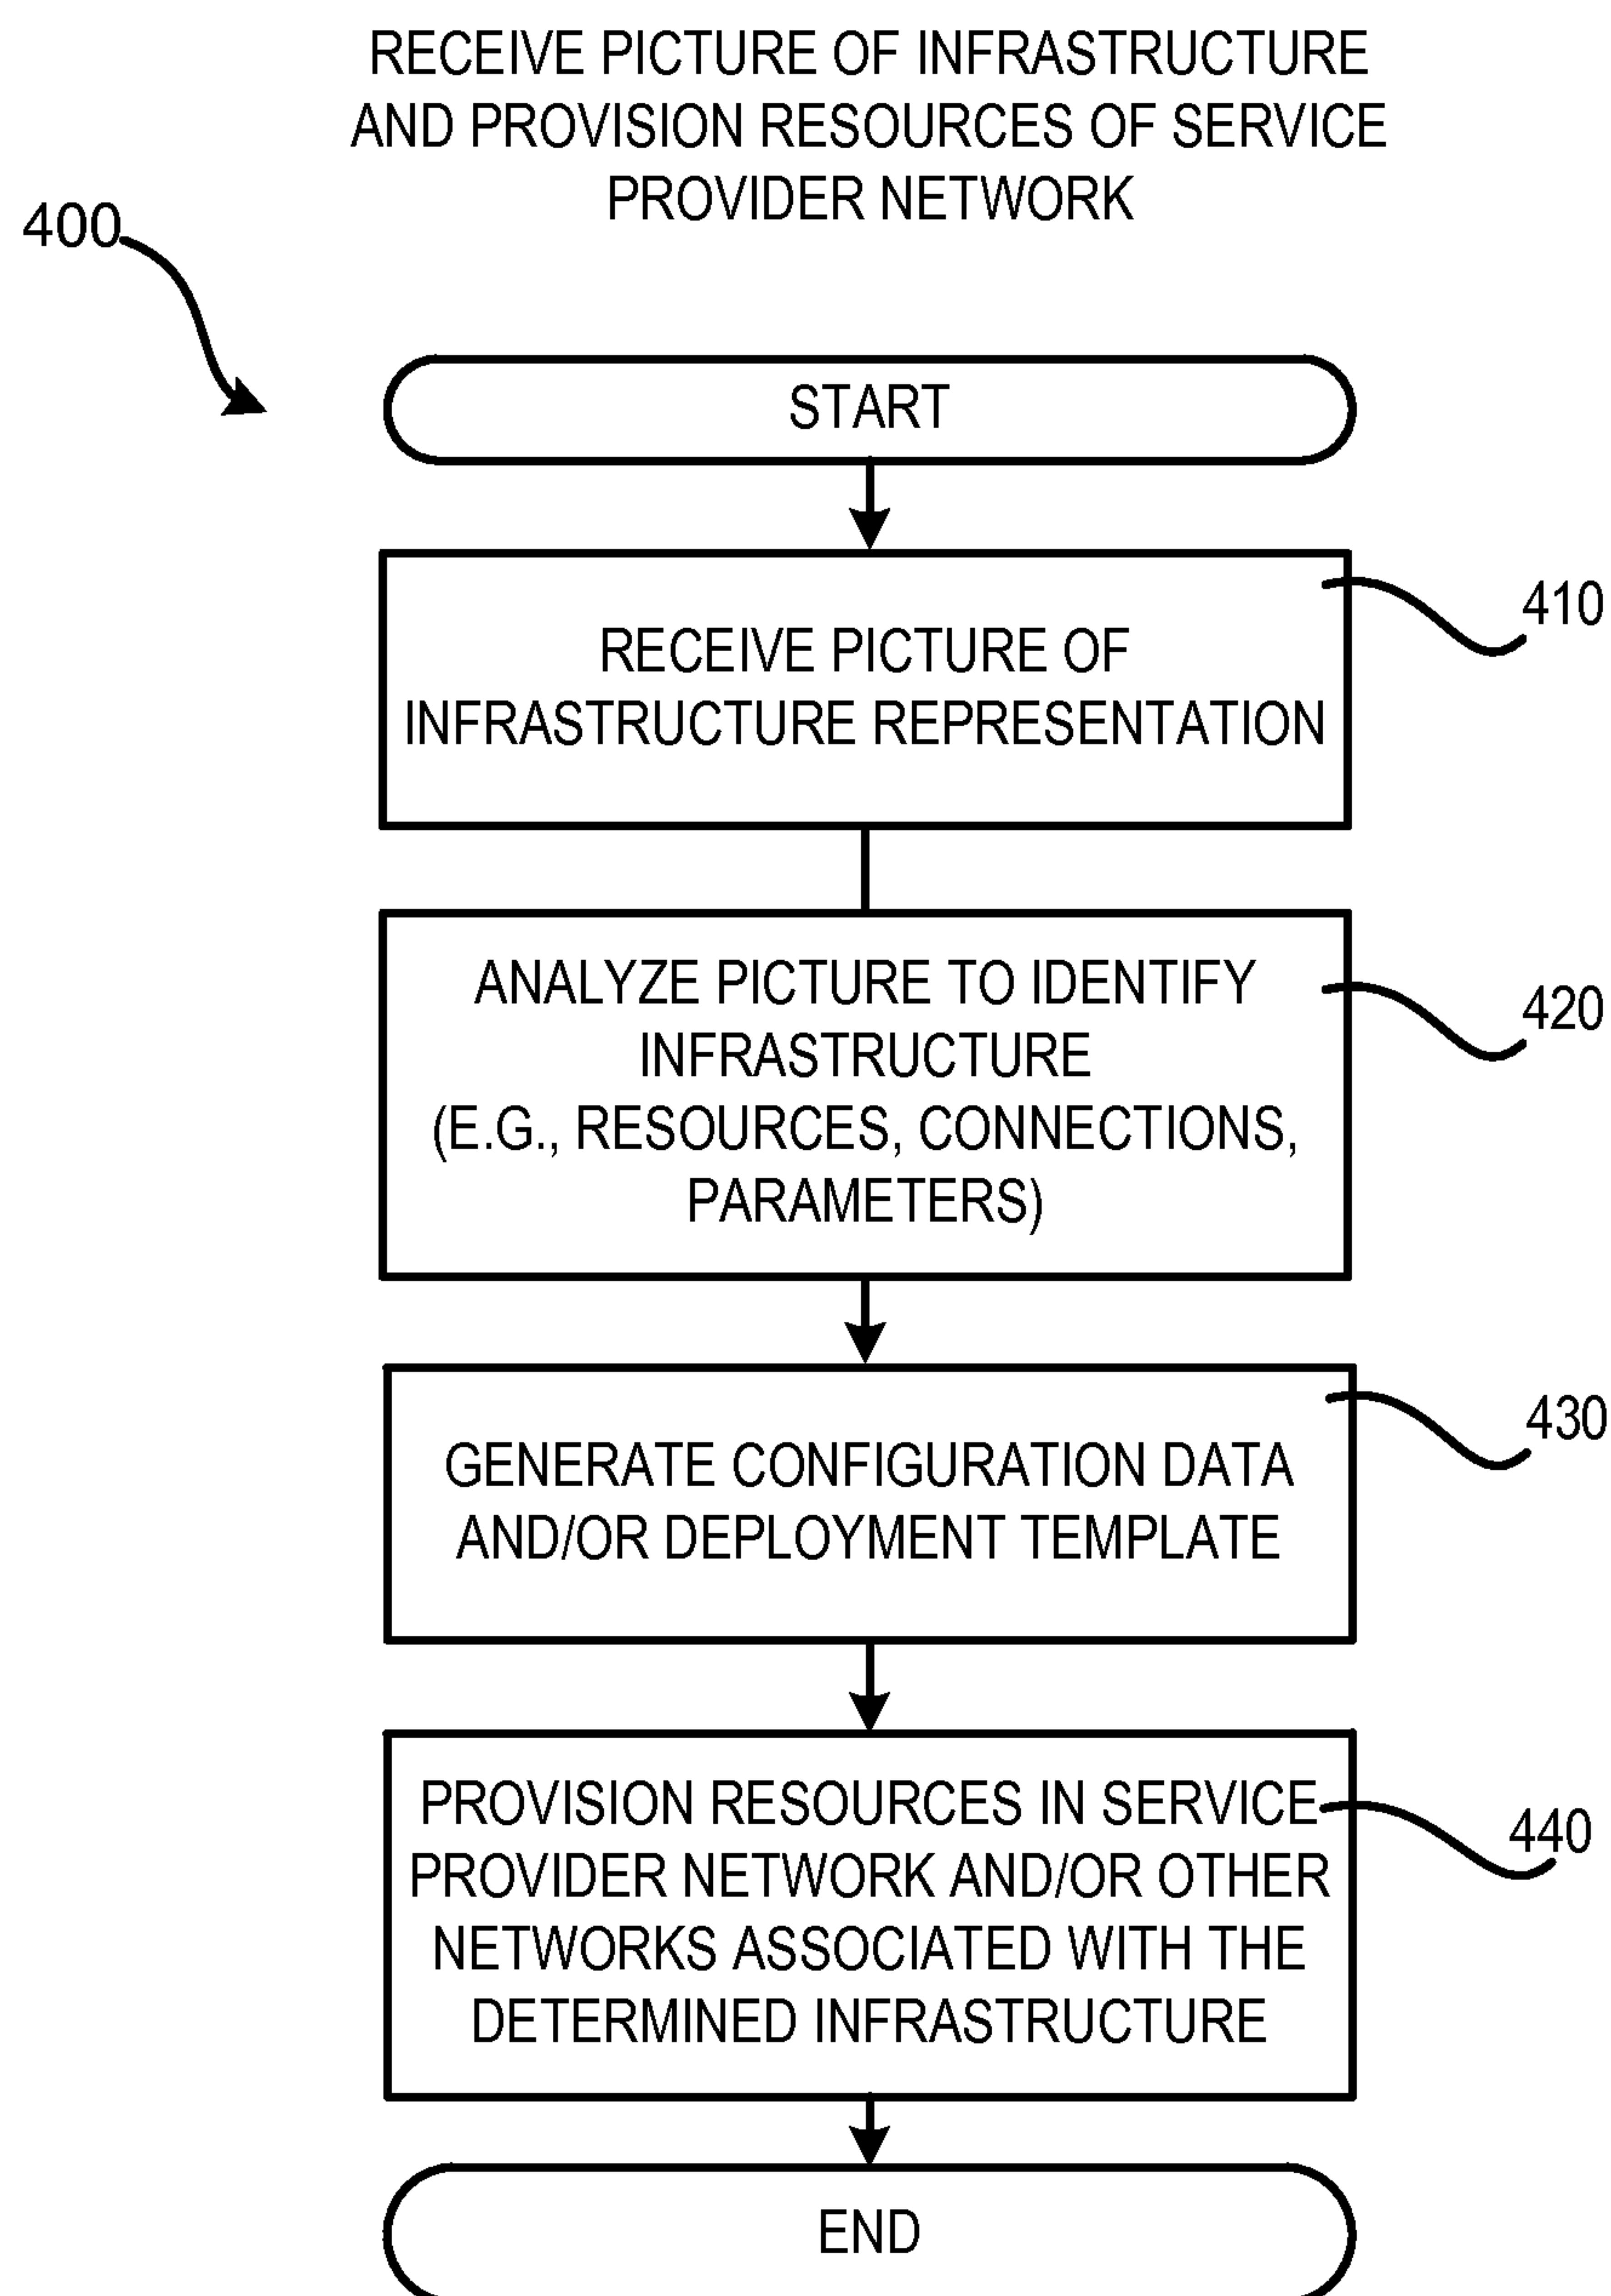 RECEIVE PICTURE OF INFRASTRUCTURE
AND PROVISION RESOURCES OF SERVICE
PROVIDER NETWORK
400
START
RECEIVE PICTURE OF
INFRASTRUCTURE REPRESENTATION
410
ANALYZE PICTURE TO IDENTIFY
INFRASTRUCTURE
(E.G., RESOURCES, CONNECTIONS,
PARAMETERS)
420
GENERATE CONFIGURATION DATA
AND/OR DEPLOYMENT TEMPLATE
430
PROVISION RESOURCES IN SERVICE
PROVIDER NETWORK AND/OR OTHER
NETWORKS ASSOCIATED WITH THE
DETERMINED INFRASTRUCTURE
440
END